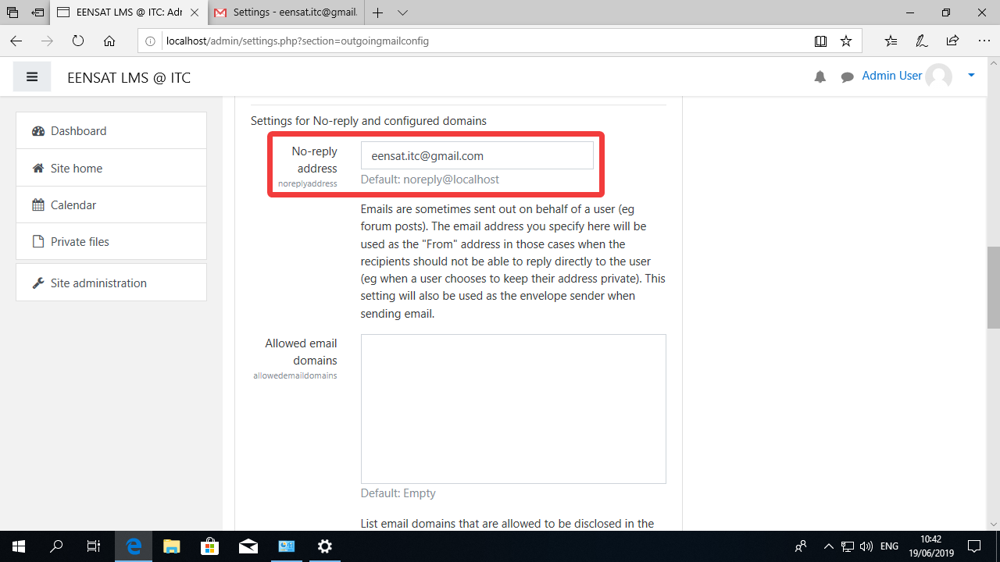 EENSAT LMS @ ITC: Adr
Settings - eensat.itc@gmail.
localhost/admin/settings.php?section=outgoingmailconfig
EENSAT LMS @ ITC
Admin User
Dashboard
Site home
Calendar
Private files
Site administration
Settings for No-reply and configured domains
No-reply
address
noreplyaddress
eensat.itc@gmail.com
Default: noreply@localhost
Emails are sometimes sent out on behalf of a user (eg
forum posts). The email address you specify here will be
used as the "From" address in those cases when the
recipients should not be able to reply directly to the user
(eg when a user chooses to keep their address private). This
setting will also be used as the envelope sender when
sending email.
Allowed email
domains
allowedemaildomains
Default: Empty
List email domains that are allowed to be disclosed in the
ENG
10:42
19/06/2019